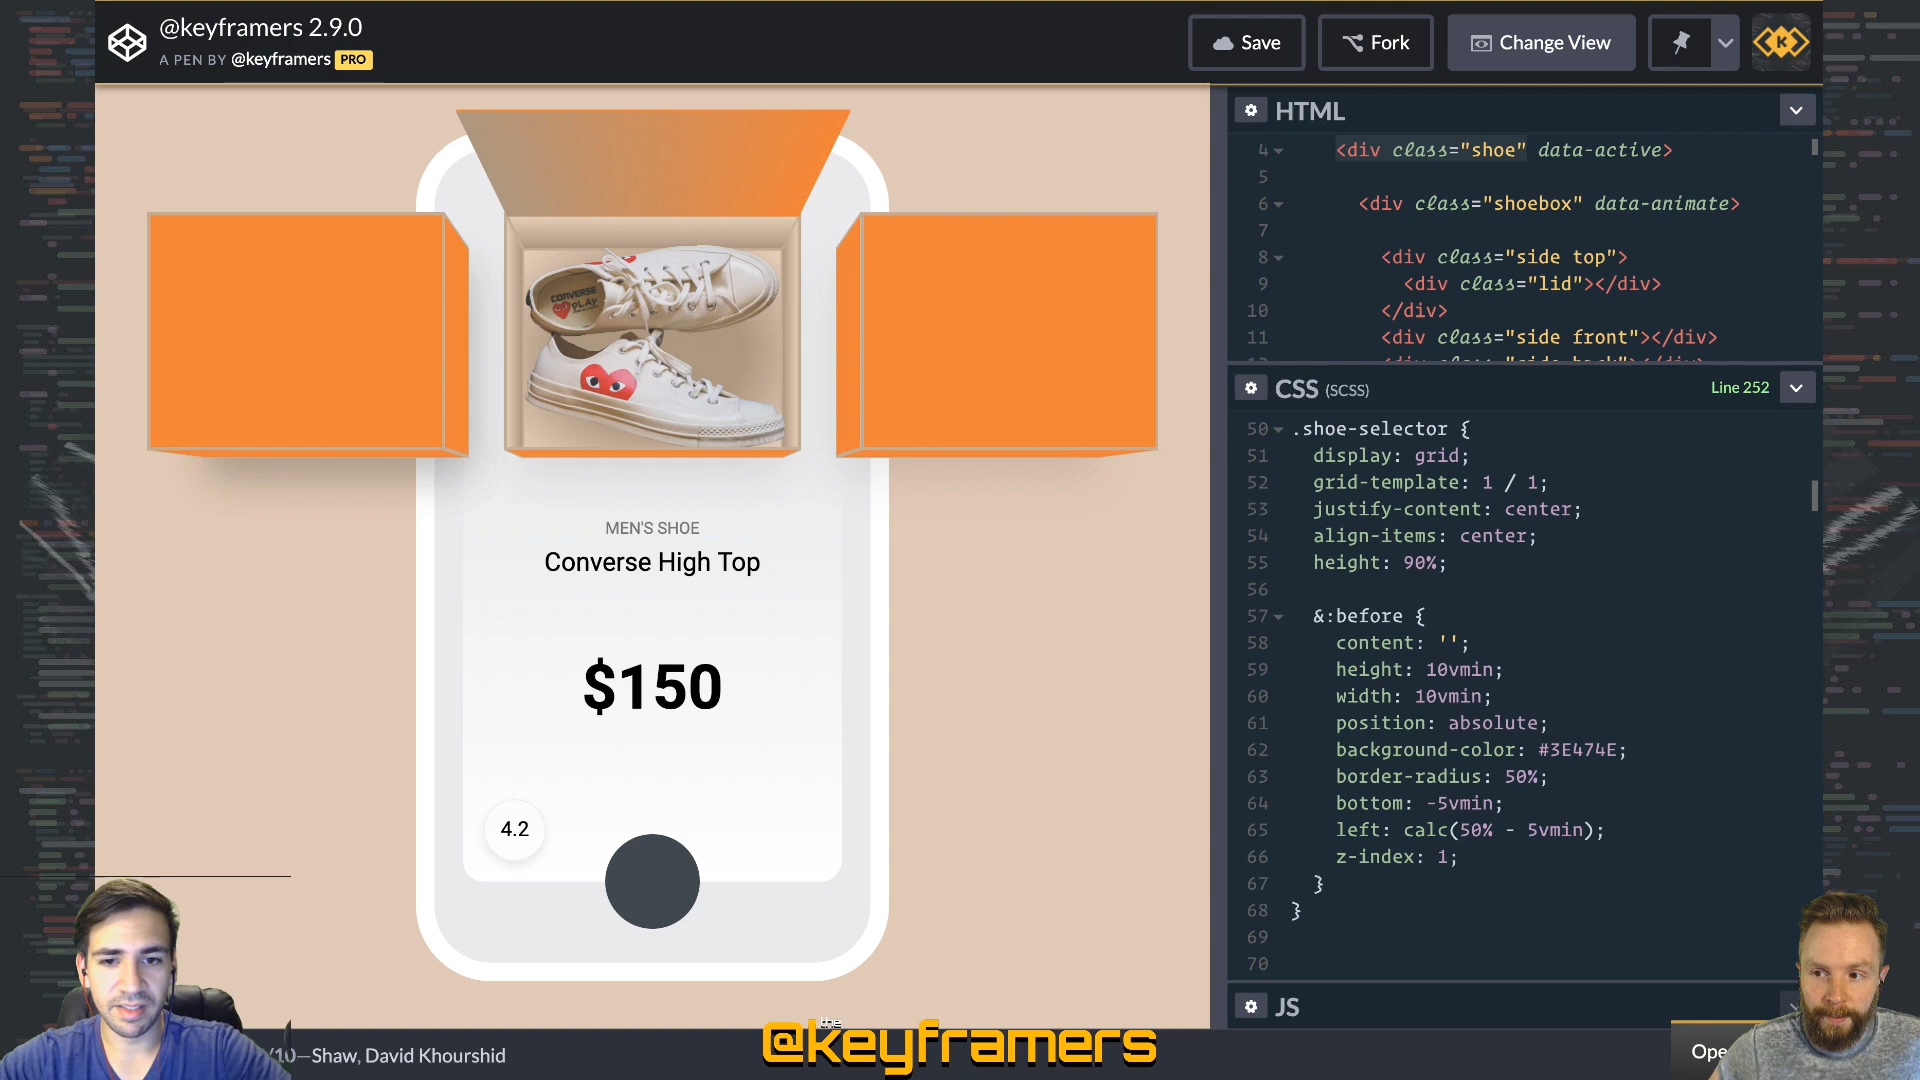 @keyframers 2.9.0
A PEN BY @keyframers PRO
Save
Fork
Change View
K
HTML
4 <div class="shoe" data-active>
5
6 <div class="shoebox" data-animate>
7
8 <div class="side top">
9 <div class="lid"></div>
10 </div>
11 <div class="side front"></div>
CONVERSE
PLAY
MEN'S SHOE
Converse High Top
$150
4.2
CSS (SCSS)
Line 252
50 .shoe-selector {
51 display: grid;
52 grid-template: 1 / 1;
53 justify-content: center;
54 align-items: center;
55 height: 90%;
56
57 &:before {
58 content: '';
59 height: 10vmin;
60 width: 10vmin;
61 position: absolute;
62 background-color: #3E474E;
63 border-radius: 50%;
64 bottom: -5vmin;
65 left: calc(50% - 5vmin);
66 z-index: 1;
67 }
68 }
69
70
JS
/10—Shaw, David Khourshid
the
@keyframers